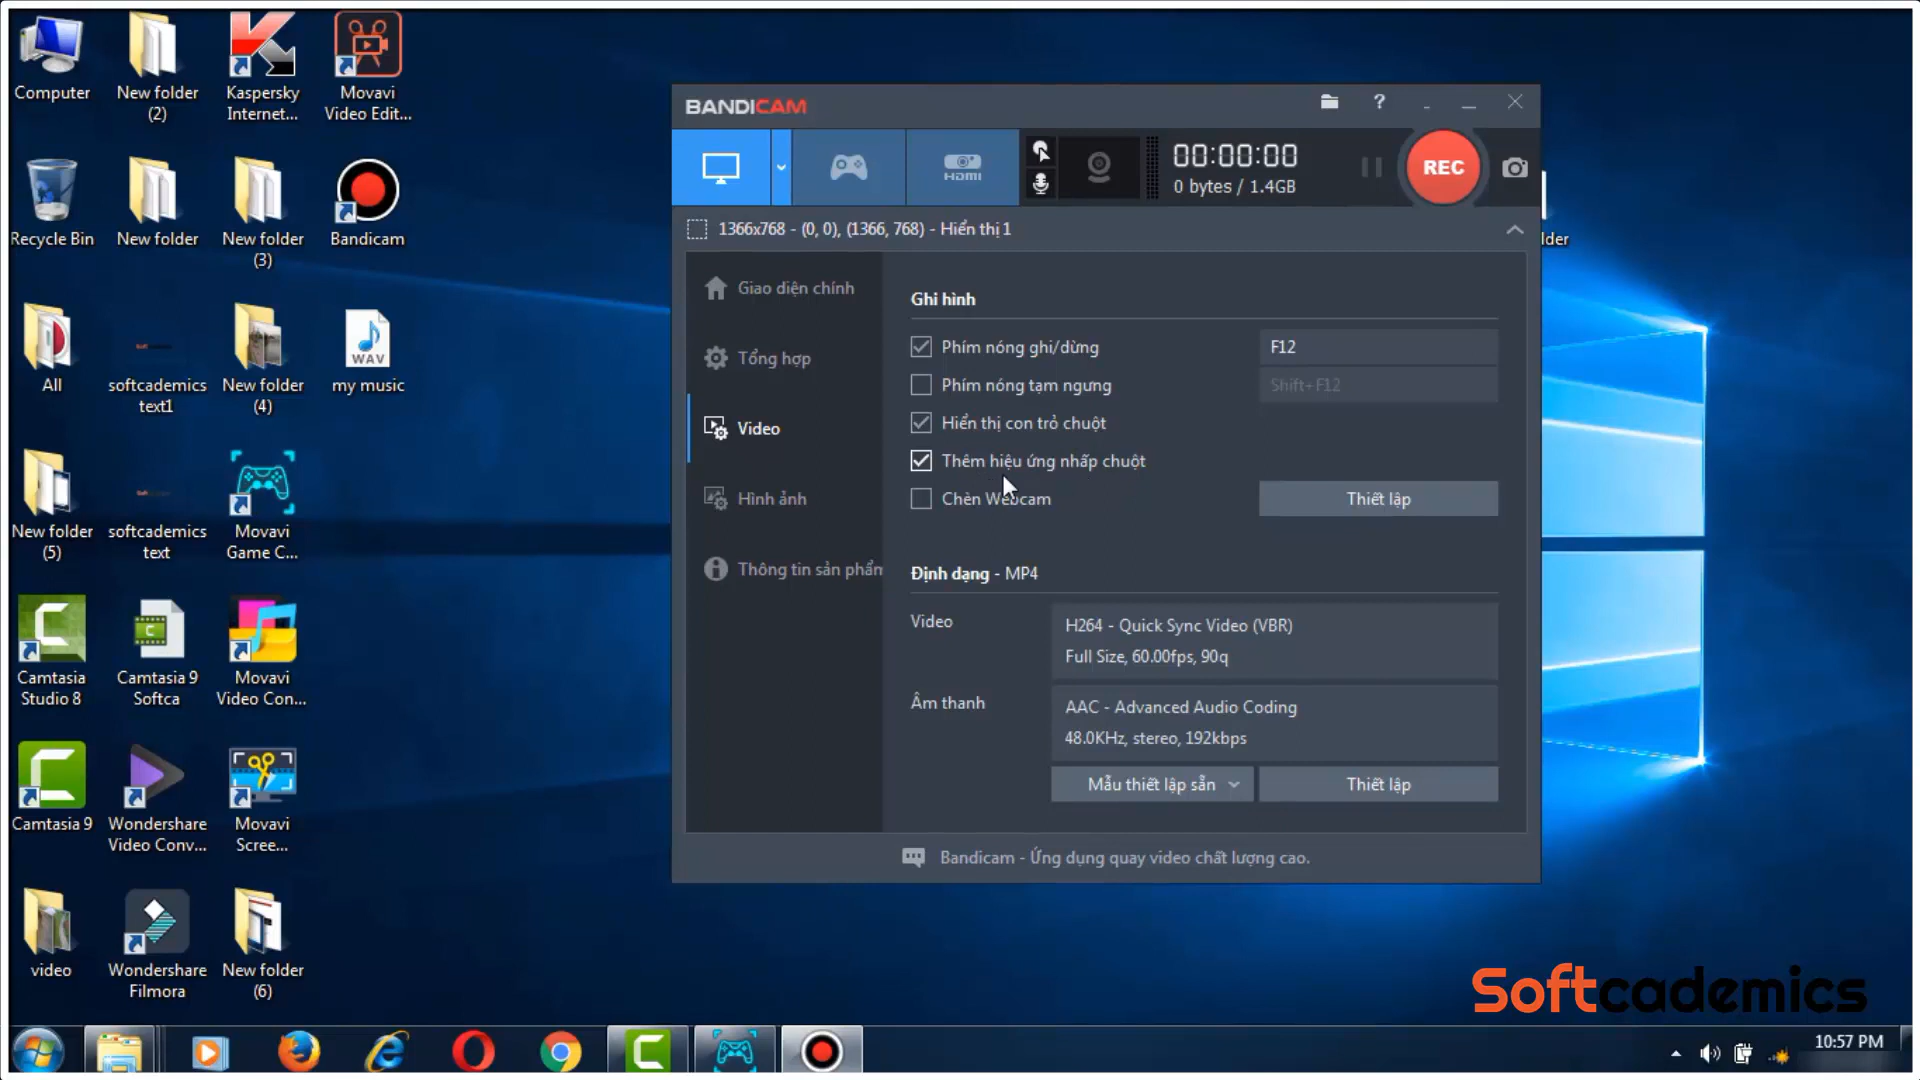 Computer
New folder
(2)
Kaspersky
Internet...
Movavi
Video Edit...
Recycle Bin
New folder
New folder
(3)
Bandicam
All
softcademics
text1
New folder
(4)
WAV
my music
New folder
(5)
softcademics
text
Movavi
Game C...
Camtasia
Studio 8
Camtasia 9
Softca
Movavi
Video Con...
Camtasia 9
Wondershare
Video Conv...
Movavi
Scree...
video
Wondershare
Filmora
New folder
(6)
lder
BANDICAM
?
HDMI
00:00:00
0 bytes / 1.4GB
REC
1366x768 - (0, 0), (1366, 768) - Hiển thị 1
Giao diện chính
Tổng hợp
Video
Hình ảnh
Thông tin sản phẩm
Ghi hình
Phím nóng ghi/dừng
F12
Phím nóng tạm ngưng
Shift+F12
Hiển thị con trỏ chuột
Thêm hiệu ứng nhấp chuột
Chèn Webcam
Thiết lập
Định dạng - MP4
Video
H264 - Quick Sync Video (VBR)
Full Size, 60.00fps, 90q
Âm thanh
AAC - Advanced Audio Coding
48.0KHz, stereo, 192kbps
Mẫu thiết lập sẵn
Thiết lập
Bandicam - Ứng dụng quay video chất lượng cao.
Softcademics
10:57 PM